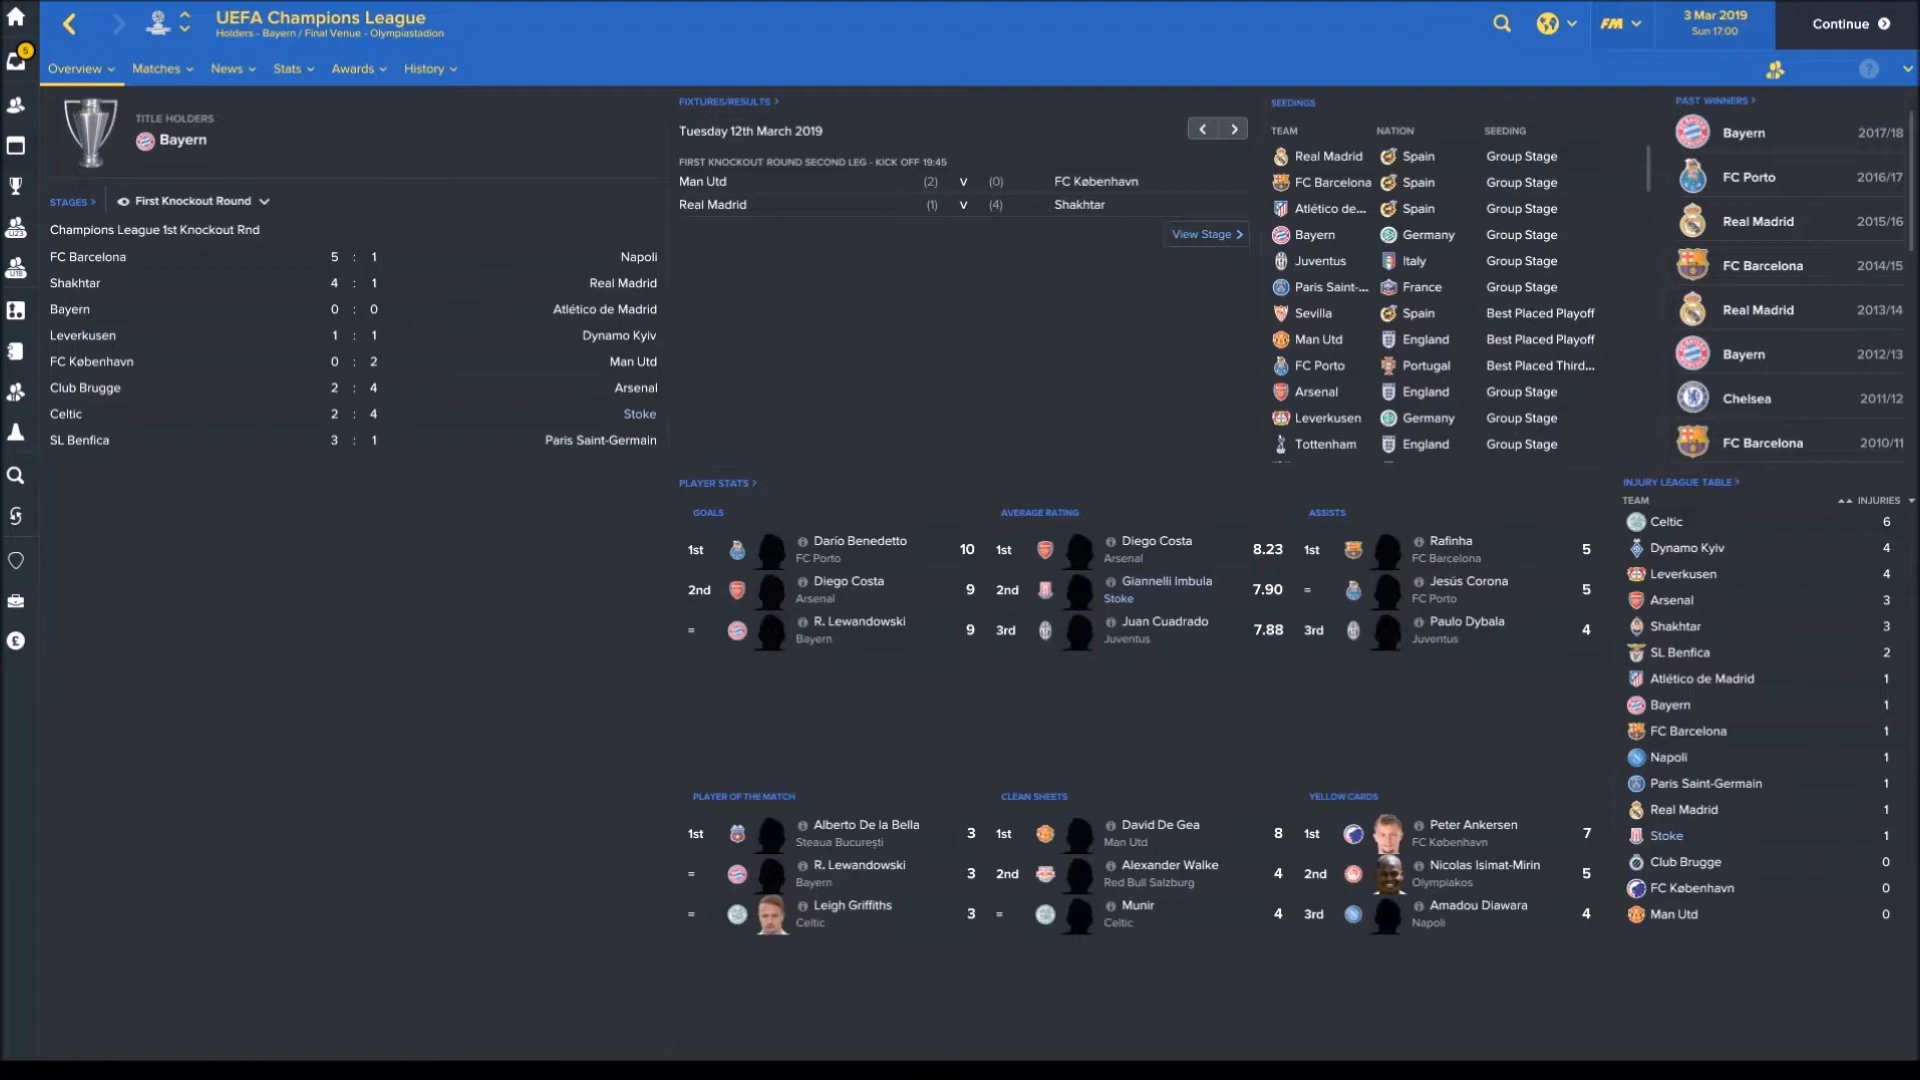 UEFA Champions League
Holders - Bayern / Final Venue - Olympiastadion
FM
3 Mar 2019
Sun 17:00
Continue
5
Overview
Matches
News
Stats
Awards
History
?
U23
U18
£
TITLE HOLDERS
Bayern
STAGES >
First Knockout Round
Champions League 1st Knockout Rnd
FC Barcelona 5 : 1 Napoli
Shakhtar 4 : 1 Real Madrid
Bayern 0 : 0 Atlético de Madrid
Leverkusen 1 : 1 Dynamo Kyiv
FC København 0 : 2 Man Utd
Club Brugge 2 : 4 Arsenal
Celtic 2 : 4 Stoke
SL Benfica 3 : 1 Paris Saint-Germain
FIXTURES/RESULTS >
Tuesday 12th March 2019
FIRST KNOCKOUT ROUND SECOND LEG - KICK OFF 19:45
Man Utd (2) v (0) FC København
Real Madrid (1) v (4) Shakhtar
View Stage >
SEEDINGS
TEAM NATION SEEDING
Real Madrid Spain Group Stage
FC Barcelona Spain Group Stage
Atlético de... Spain Group Stage
Bayern Germany Group Stage
Juventus Italy Group Stage
Paris Saint-... France Group Stage
Sevilla Spain Best Placed Playoff
Man Utd England Best Placed Playoff
FC Porto Portugal Best Placed Third...
Arsenal England Group Stage
Leverkusen Germany Group Stage
Tottenham England Group Stage
PAST WINNERS >
Bayern 2017/18
FC Porto 2016/17
Real Madrid 2015/16
FC Barcelona 2014/15
Real Madrid 2013/14
Bayern 2012/13
Chelsea 2011/12
FC Barcelona 2010/11
PLAYER STATS >
GOALS
1st Darío Benedetto 10
FC Porto
2nd Diego Costa 9
Arsenal
= R. Lewandowski 9
Bayern
AVERAGE RATING
1st Diego Costa 8.23
Arsenal
2nd Giannelli Imbula 7.90
Stoke
3rd Juan Cuadrado 7.88
Juventus
ASSISTS
1st Rafinha 5
FC Barcelona
= Jesús Corona 5
FC Porto
3rd Paulo Dybala 4
Juventus
PLAYER OF THE MATCH
1st Alberto De la Bella 3
Steaua București
= R. Lewandowski 3
Bayern
= Leigh Griffiths 3
Celtic
CLEAN SHEETS
1st David De Gea 8
Man Utd
2nd Alexander Walke 4
Red Bull Salzburg
= Munir 4
Celtic
YELLOW CARDS
1st Peter Ankersen 7
FC København
2nd Nicolas Isimat-Mirin 5
Olympiakos
3rd Amadou Diawara 4
Napoli
INJURY LEAGUE TABLE >
TEAM INJURIES
Celtic 6
Dynamo Kyiv 4
Leverkusen 4
Arsenal 3
Shakhtar 3
SL Benfica 2
Atlético de Madrid 1
Bayern 1
FC Barcelona 1
Napoli 1
Paris Saint-Germain 1
Real Madrid 1
Stoke 1
Club Brugge 0
FC København 0
Man Utd 0